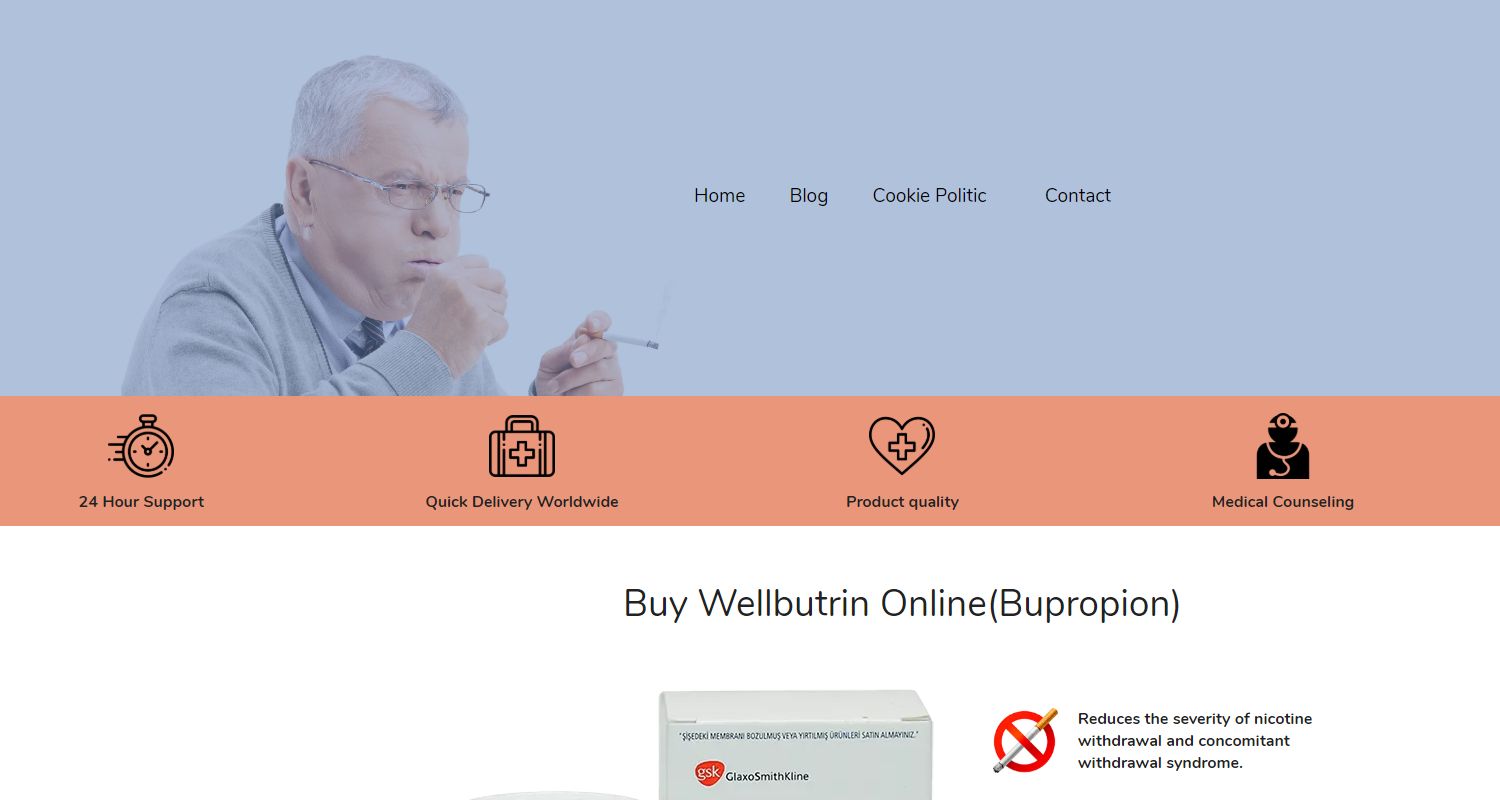 Home Blog Cookie Politic Contact
24 Hour Support Quick Delivery Worldwide Product quality Medical Counseling
Buy Wellbutrin Online(Bupropion)
"ŞİŞEDEKİ MEMBRANI BOZULMUŞ VEYA YIRTILMIŞ ÜRÜNLERİ SATIN ALMAYINIZ."
gsk GlaxoSmithKline
Reduces the severity of nicotine
withdrawal and concomitant
withdrawal syndrome.